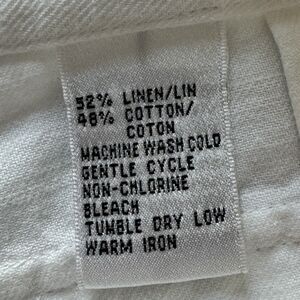 52% LINEN/LIN
48% COTTON/
COTON
MACHINE WASH COLD
GENTLE CYCLE
NON-CHLORINE
BLEACH
TUMBLE DRY LOW
WARM IRON